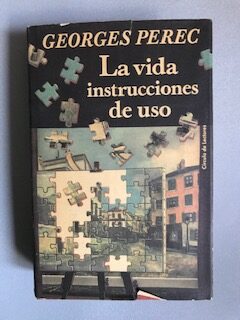 GEORGES PEREC
La vida
instrucciones
de uso
Círculo de Lectores